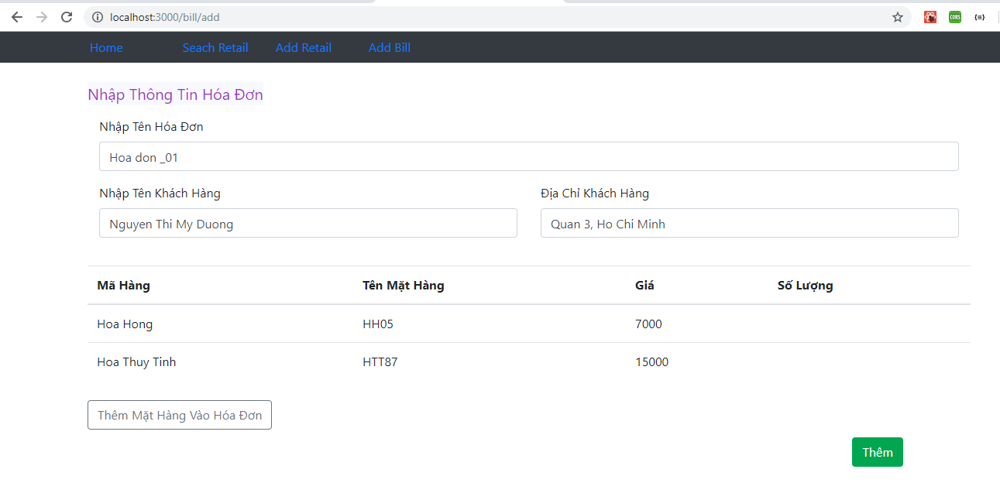 localhost:3000/bill/add
CORS
Home Seach Retail Add Retail Add Bill
Nhập Thông Tin Hóa Đơn
Nhập Tên Hóa Đơn
Hoa don _01
Nhập Tên Khách Hàng Địa Chỉ Khách Hàng
Nguyen Thi My Duong Quan 3, Ho Chi Minh
Mã Hàng Tên Mặt Hàng Giá Số Lượng
Hoa Hong HH05 7000
Hoa Thuy Tinh HTT87 15000
Thêm Mặt Hàng Vào Hóa Đơn
Thêm